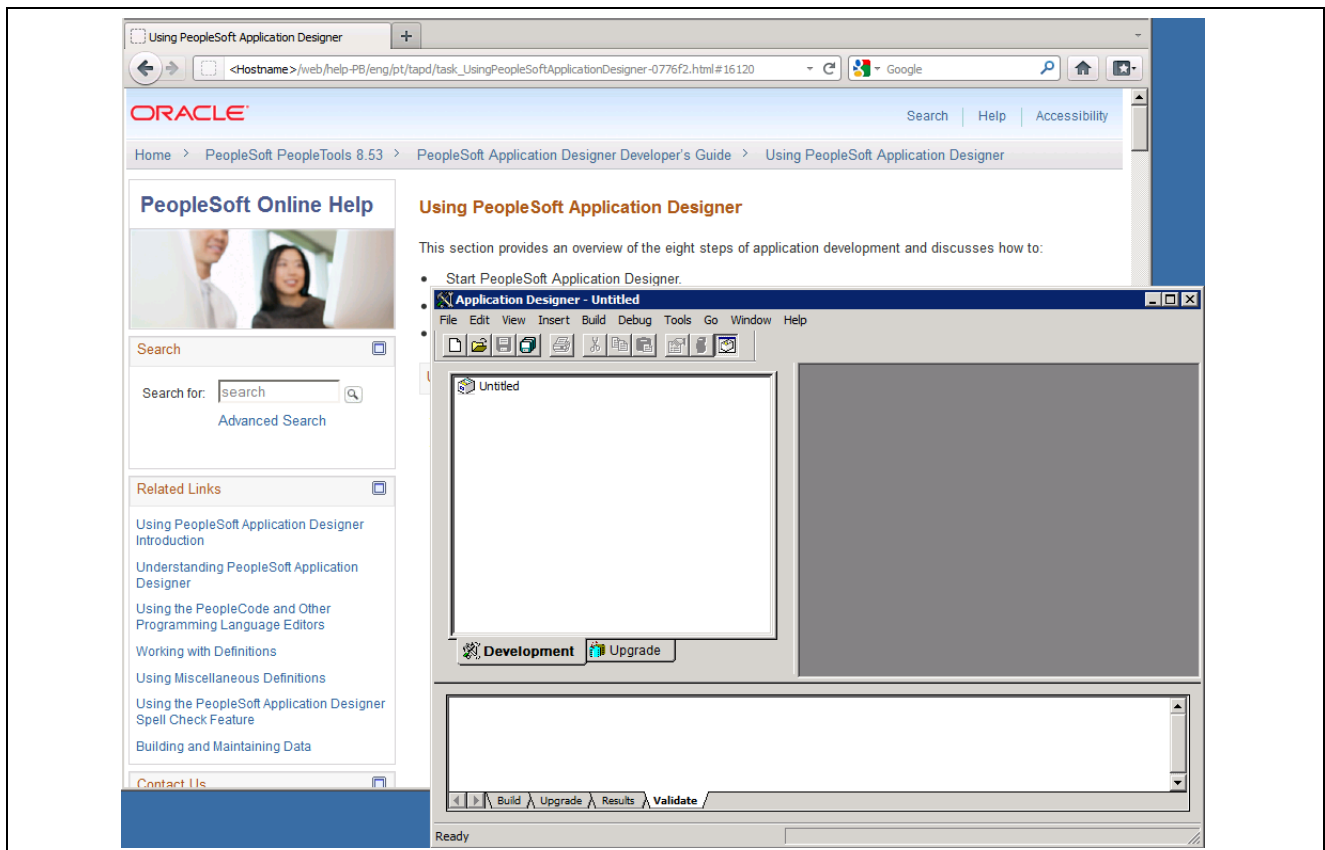 Using PeopleSoft Application Designer
<Hostname>/web/help-PB/eng/pt/tapd/task_UsingPeopleSoftApplicationDesigner-0776f2.html#16120
Google
ORACLE
Search | Help | Accessibility
Home > PeopleSoft PeopleTools 8.53 > PeopleSoft Application Designer Developer's Guide > Using PeopleSoft Application Designer
PeopleSoft Online Help
Search
Search for: search
Advanced Search
Related Links
Using PeopleSoft Application Designer
Introduction
Understanding PeopleSoft Application
Designer
Using the PeopleCode and Other
Programming Language Editors
Working with Definitions
Using Miscellaneous Definitions
Using the PeopleSoft Application Designer
Spell Check Feature
Building and Maintaining Data
Contact Us
Using PeopleSoft Application Designer
This section provides an overview of the eight steps of application development and discusses how to:
• Start PeopleSoft Application Designer.
Application Designer - Untitled
File Edit View Insert Build Debug Tools Go Window Help
Untitled
Development Upgrade
Build Upgrade Results Validate
Ready